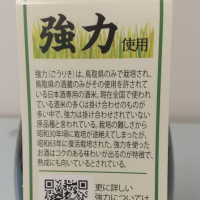 強力使用
強力(ごうりき)は、鳥取県のみで栽培され、
鳥取県の酒蔵のみがその使用を許されて
いる日本酒専用の酒米。現在全国で使われ
ている酒米の多くは掛け合わせのものが
多い中で、強力は掛け合わせされていない
原品種と言われている。栽培の難しさから
昭和30年頃に栽培が途絶えてしまったが、
昭和63年に復活栽培された。強力を使った
お酒はコクのある味わいが出るのが特徴で、
熟成にも向いているとされている。
更に詳しい
強力については